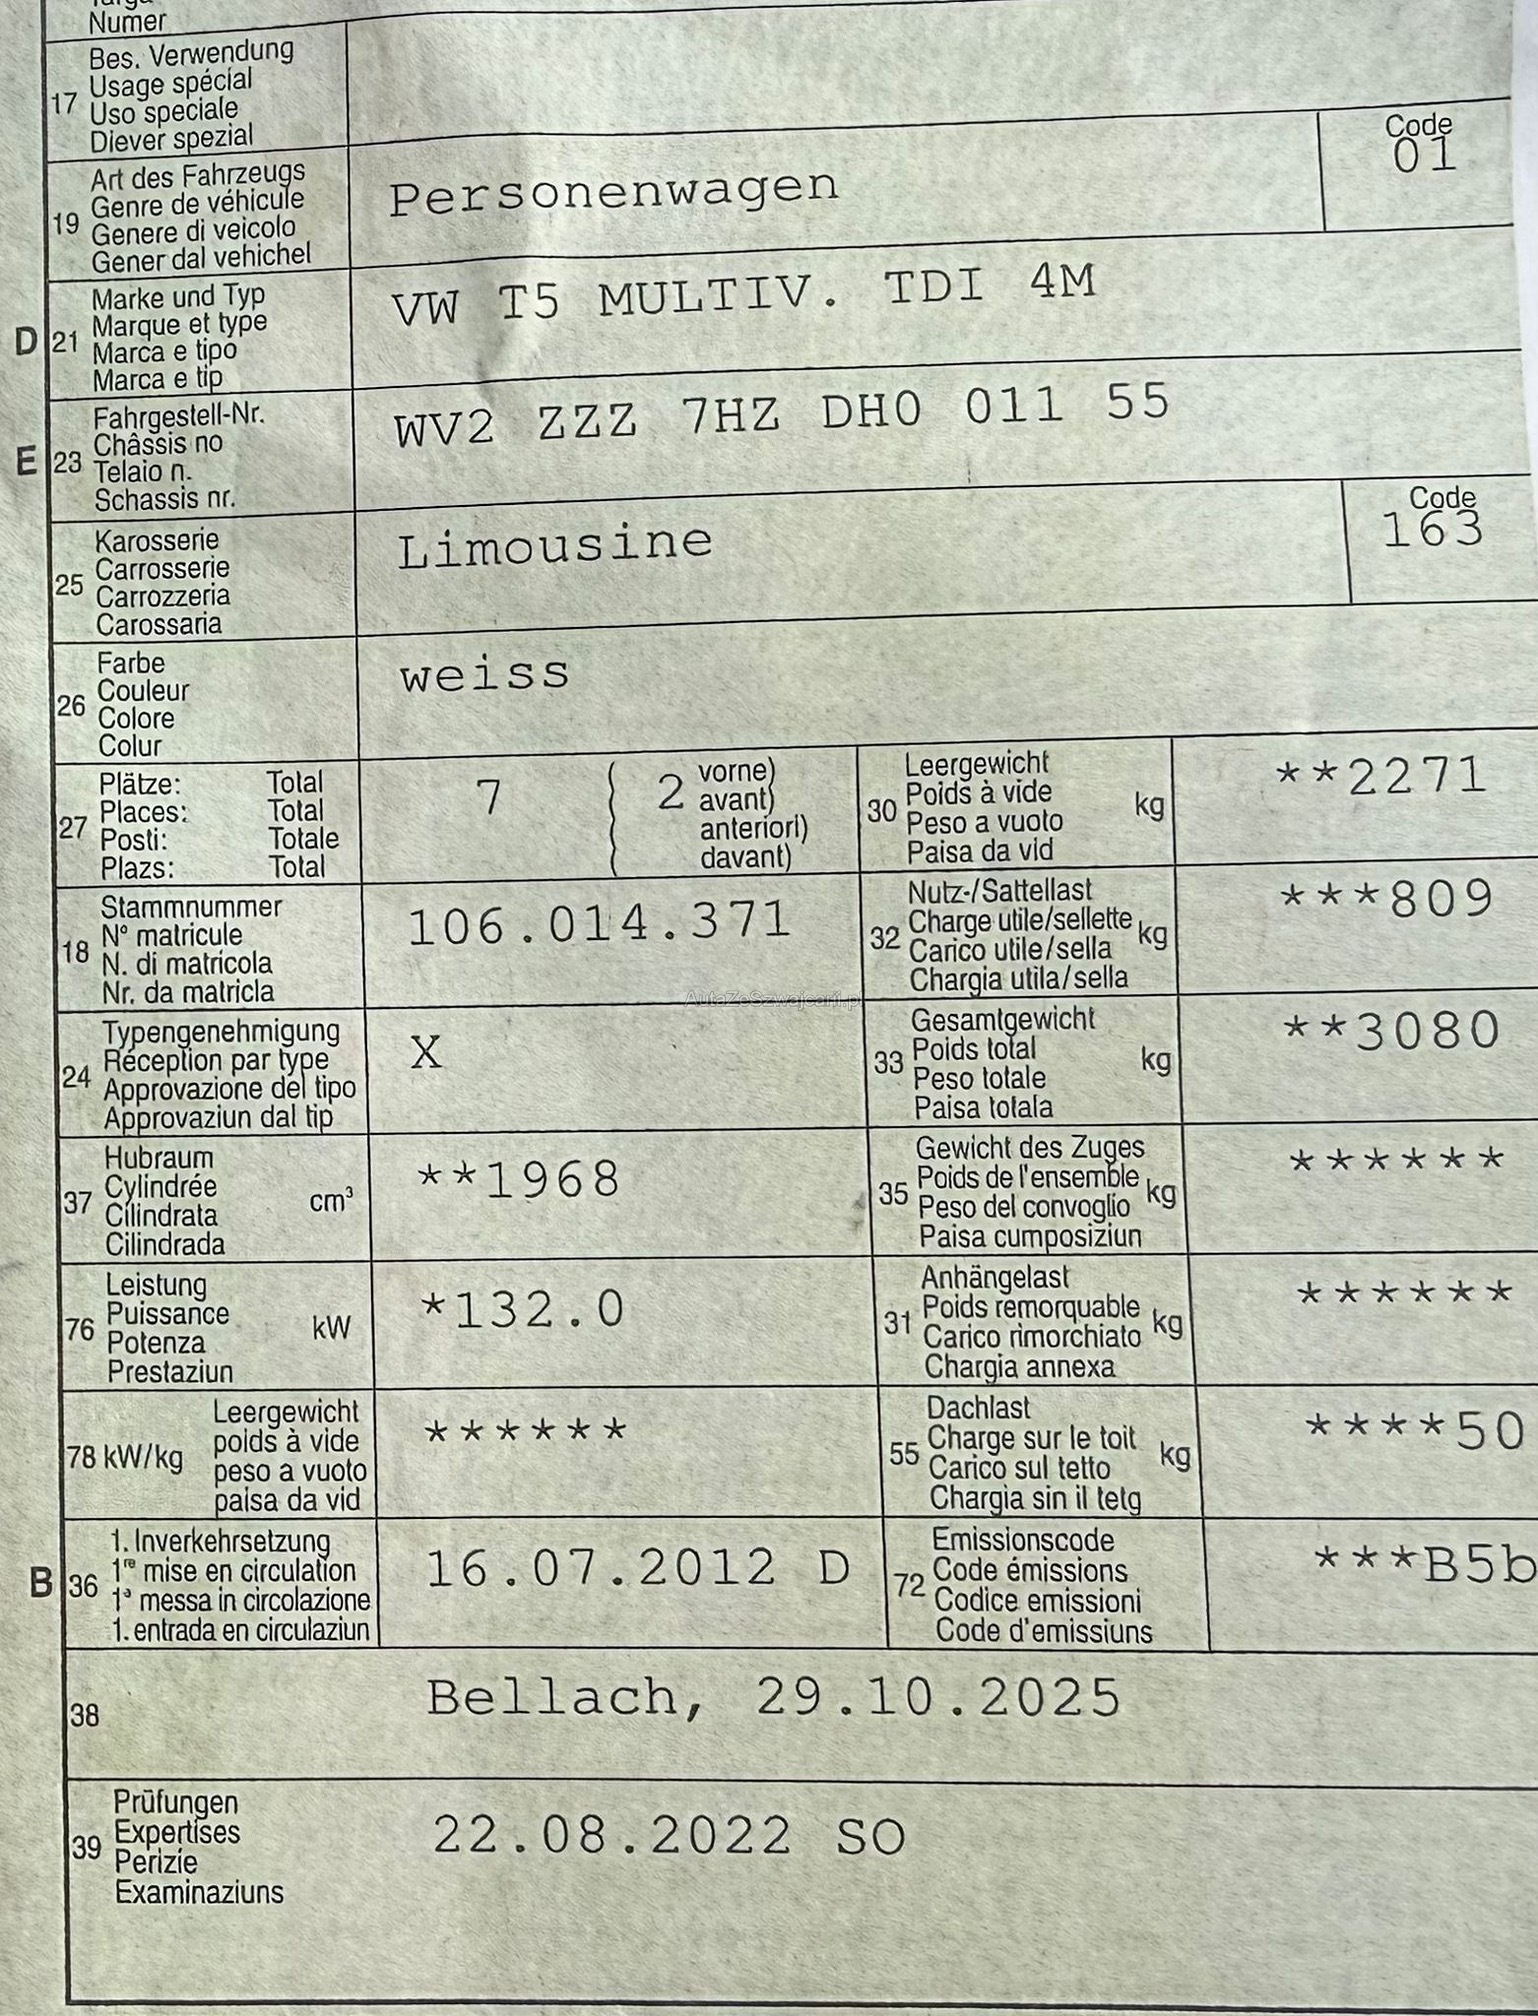 Numer
17 Bes. Verwendung
Usage spécial
Uso speciale
Diever spezial
19 Art des Fahrzeugs
Genre de véhicule
Genere di veicolo
Gener dal vehichel
Personenwagen
Code
01
D 21 Marke und Typ
Marque et type
Marca e tipo
Marca e tip
VW T5 MULTIV. TDI 4M
E 23 Fahrgestell-Nr.
Châssis no
Telaio n.
Schassis nr.
WV2 ZZZ 7HZ DH0 011 55
25 Karosserie
Carrosserie
Carrozzeria
Carossaria
Limousine
Code
163
26 Farbe
Couleur
Colore
Colur
weiss
27 Plätze: Total
Places: Total
Posti: Totale
Plazs: Total
7 ( 2 vorne)
avant)
anteriori)
davant)
30 Leergewicht
Poids à vide
Peso a vuoto
Paisa da vid
kg
**2271
18 Stammnummer
N° matricule
N. di matricola
Nr. da matricla
106.014.371
32 Nutz-/Sattellast
Charge utile/sellette
Carico utile/sella
Chargia utila/sella
kg
***809
AutaZeSzwajcarii.pl
24 Typengenehmigung
Réception par type
Approvazione del tipo
Approvaziun dal tip
X
33 Gesamtgewicht
Poids total
Peso totale
Paisa totala
kg
**3080
37 Hubraum
Cylindrée
Cilindrata
Cilindrada
cm³
**1968
35 Gewicht des Zuges
Poids de l'ensemble
Peso del convoglio
Paisa cumposiziun
kg
******
76 Leistung
Puissance
Potenza
Prestaziun
kW
*132.0
31 Anhängelast
Poids remorquable
Carico rimorchiato
Chargia annexa
kg
******
78 kW/kg Leergewicht
poids à vide
peso a vuoto
paisa da vid
******
55 Dachlast
Charge sur le toit
Carico sul tetto
Chargia sin il tetg
kg
****50
B 36 1. Inverkehrsetzung
1re mise en circulation
1a messa in circolazione
1. entrada en circulaziun
16.07.2012 D
72 Emissionscode
Code émissions
Codice emissioni
Code d'emissiuns
***B5b
38 Bellach, 29.10.2025
39 Prüfungen
Expertises
Perizie
Examinaziuns
22.08.2022 SO